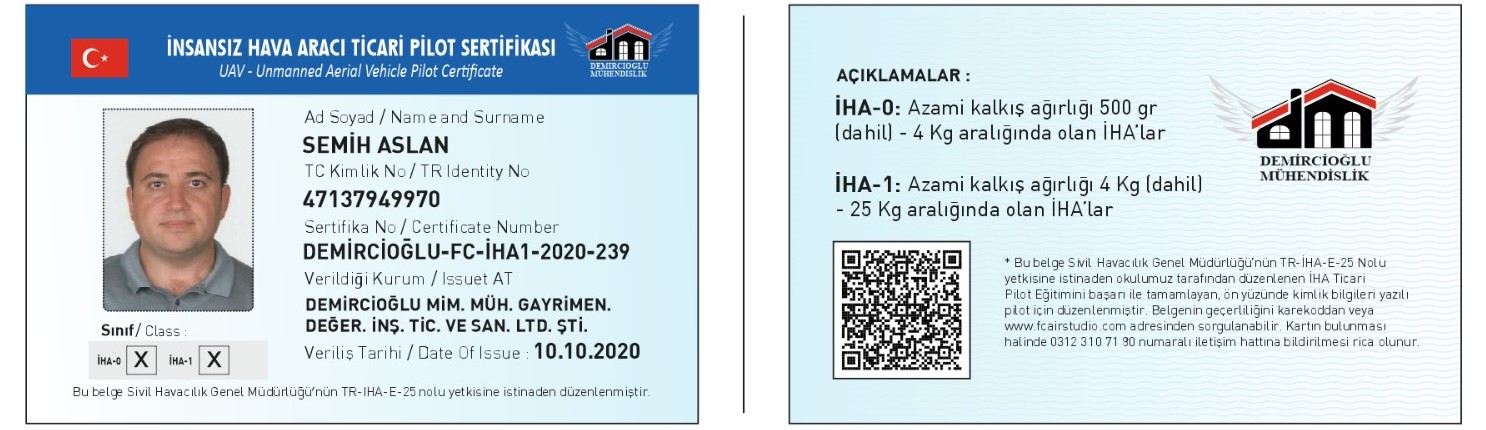 İNSANSIZ HAVA ARACI TİCARİ PİLOT SERTİFİKASI
UAV - Unmanned Aerial Vehicle Pilot Certificate
DEMİRCİOĞLU
MÜHENDİSLİK
Ad Soyad / Name and Surname
SEMİH ASLAN
TC Kimlik No / TR Identity No
47137949970
Sertifika No / Certificate Number
DEMİRCİOĞLU-FC-İHA1-2020-239
Verildiği Kurum / Issuet AT
DEMİRCİOĞLU MİM. MÜH. GAYRİMEN.
DEĞER. İNŞ. TİC. VE SAN. LTD. ŞTİ.
Veriliş Tarihi / Date Of Issue : 10.10.2020
Sınıf/ Class :
İHA-0 X İHA-1 X
Bu belge Sivil Havacılık Genel Müdürlüğü'nün TR-IHA-E-25 nolu yetkisine istinaden düzenlenmiştir.
AÇIKLAMALAR :
İHA-0: Azami kalkış ağırlığı 500 gr
(dahil) - 4 Kg aralığında olan İHA'lar
İHA-1: Azami kalkış ağırlığı 4 Kg (dahil)
- 25 Kg aralığında olan İHA'lar
DEMİRCİOĞLU
MÜHENDİSLİK
* Bu belge Sivil Havacılık Genel Müdürlüğü'nün TR-İHA-E-25 Nolu
yetkisine istinaden okulumuz tarafından düzenlenen İHA Ticari
Pilot Eğitimini başarı ile tamamlayan, ön yüzünde kimlik bilgileri yazılı
pilot için düzenlenmiştir. Belgenin geçerliliğini karekoddan veya
www.fcairstudio.com adresinden sorgulanabilir. Kartın bulunması
halinde 0312 310 71 90 numaralı iletişim hattına bildirilmesi rica olunur.